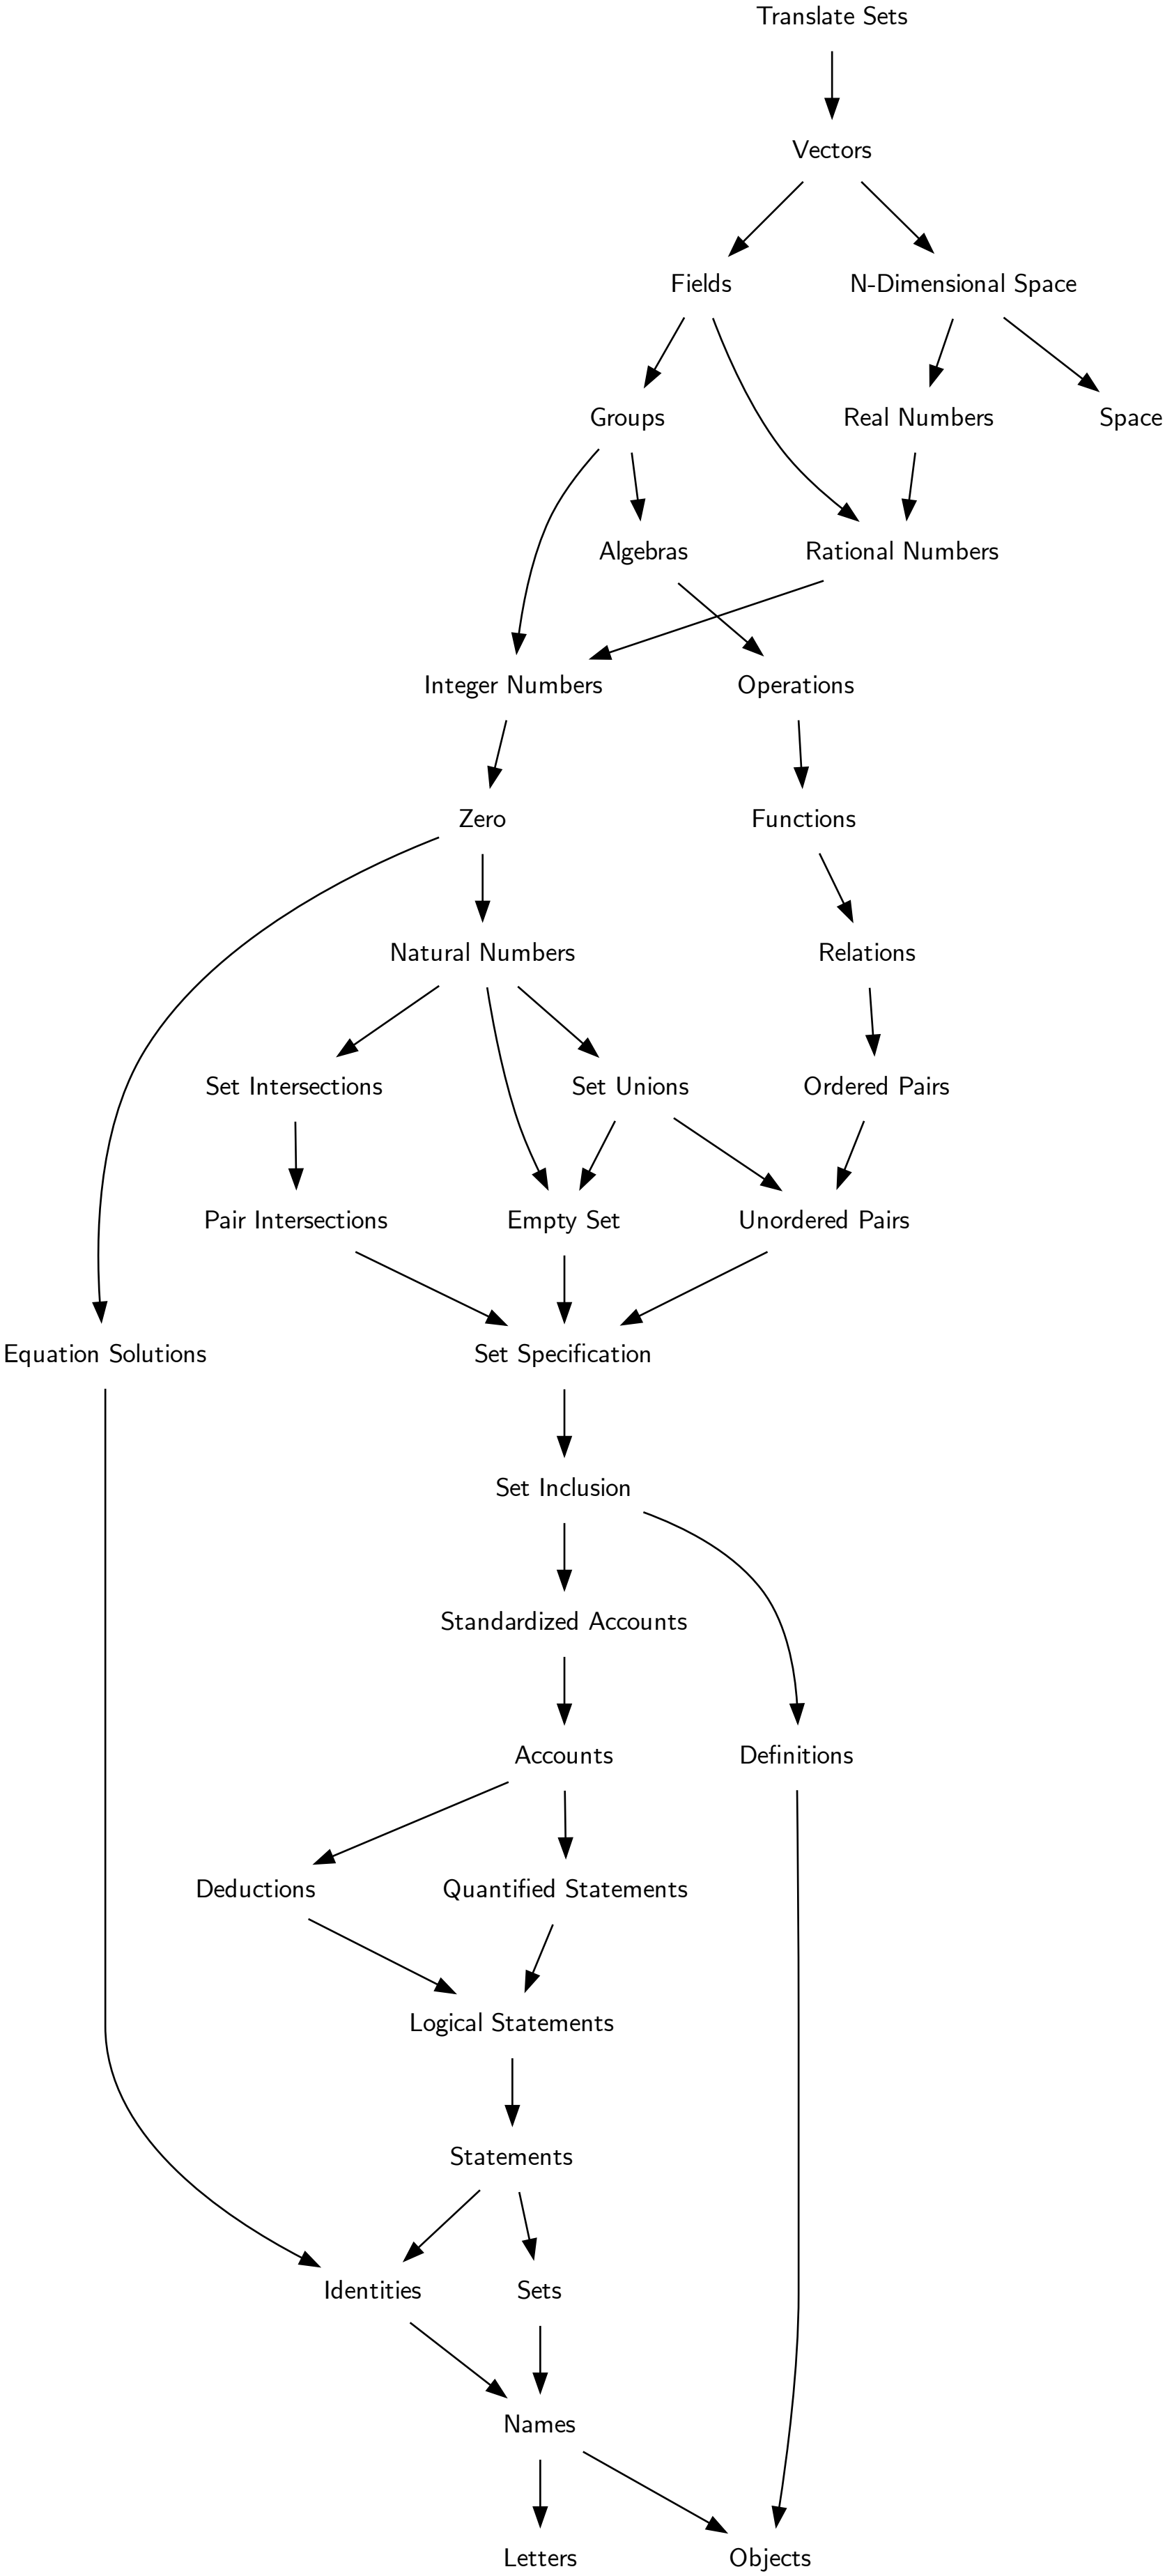 Translate Sets
Vectors
Fields
N-Dimensional Space
Groups
Real Numbers
Space
Algebras
Rational Numbers
Integer Numbers
Operations
Zero
Functions
Natural Numbers
Relations
Set Intersections
Set Unions
Ordered Pairs
Pair Intersections
Empty Set
Unordered Pairs
Equation Solutions
Set Specification
Set Inclusion
Standardized Accounts
Accounts
Definitions
Deductions
Quantified Statements
Logical Statements
Statements
Identities
Sets
Names
Letters
Objects